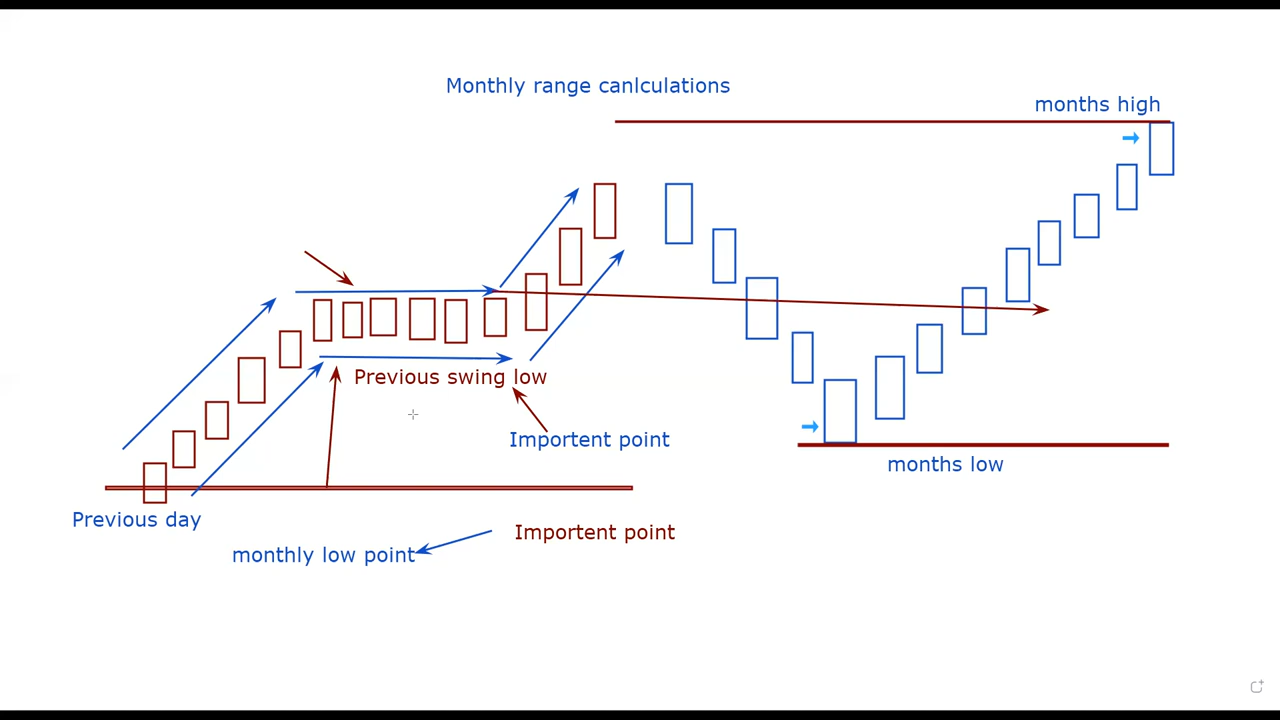 Monthly range canlculations
months high
Previous swing low
Importent point
months low
Previous day
Importent point
monthly low point